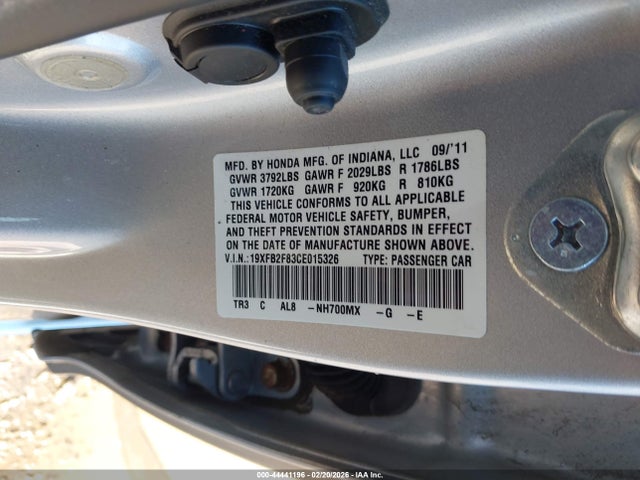 MFD. BY HONDA MFG. OF INDIANA, LLC 09/'11
GVWR 3792LBS GAWR F 2029LBS R 1786LBS
GVWR 1720KG GAWR F 920KG R 810KG
THIS VEHICLE CONFORMS TO ALL APPLICABLE
FEDERAL MOTOR VEHICLE SAFETY, BUMPER,
AND THEFT PREVENTION STANDARDS IN EFFECT
ON THE DATE OF MANUFACTURE SHOWN ABOVE.
V.I.N.: 19XFB2F83CE015326 TYPE: PASSENGER CAR
TR3 C AL8 -NH700MX -G -E
000-44441196 - 02/20/2026 - IAAI.COM